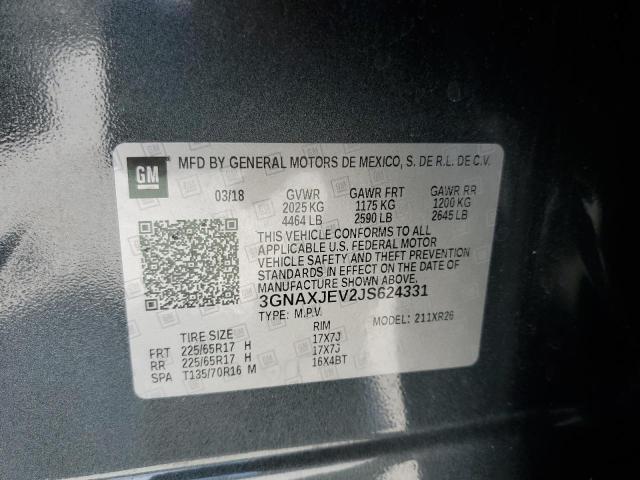 GM MFD BY GENERAL MOTORS DE MEXICO, S. DE R.L. DE C.V.
03/18 GVWR GAWR FRT GAWR RR
2025 KG 1175 KG 1200 KG
4464 LB 2590 LB 2645 LB
THIS VEHICLE CONFORMS TO ALL
APPLICABLE U.S. FEDERAL MOTOR
VEHICLE SAFETY AND THEFT PREVENTION
STANDARDS IN EFFECT ON THE DATE OF
MANUFACTURE SHOWN ABOVE.
3GNAXJEV2JS624331
TYPE: M.P.V. MODEL: 211XR26
TIRE SIZE RIM
FRT 225/65R17 H 17X7J
RR 225/65R17 H 17X7J
SPA T135/70R16 M 16X4BT